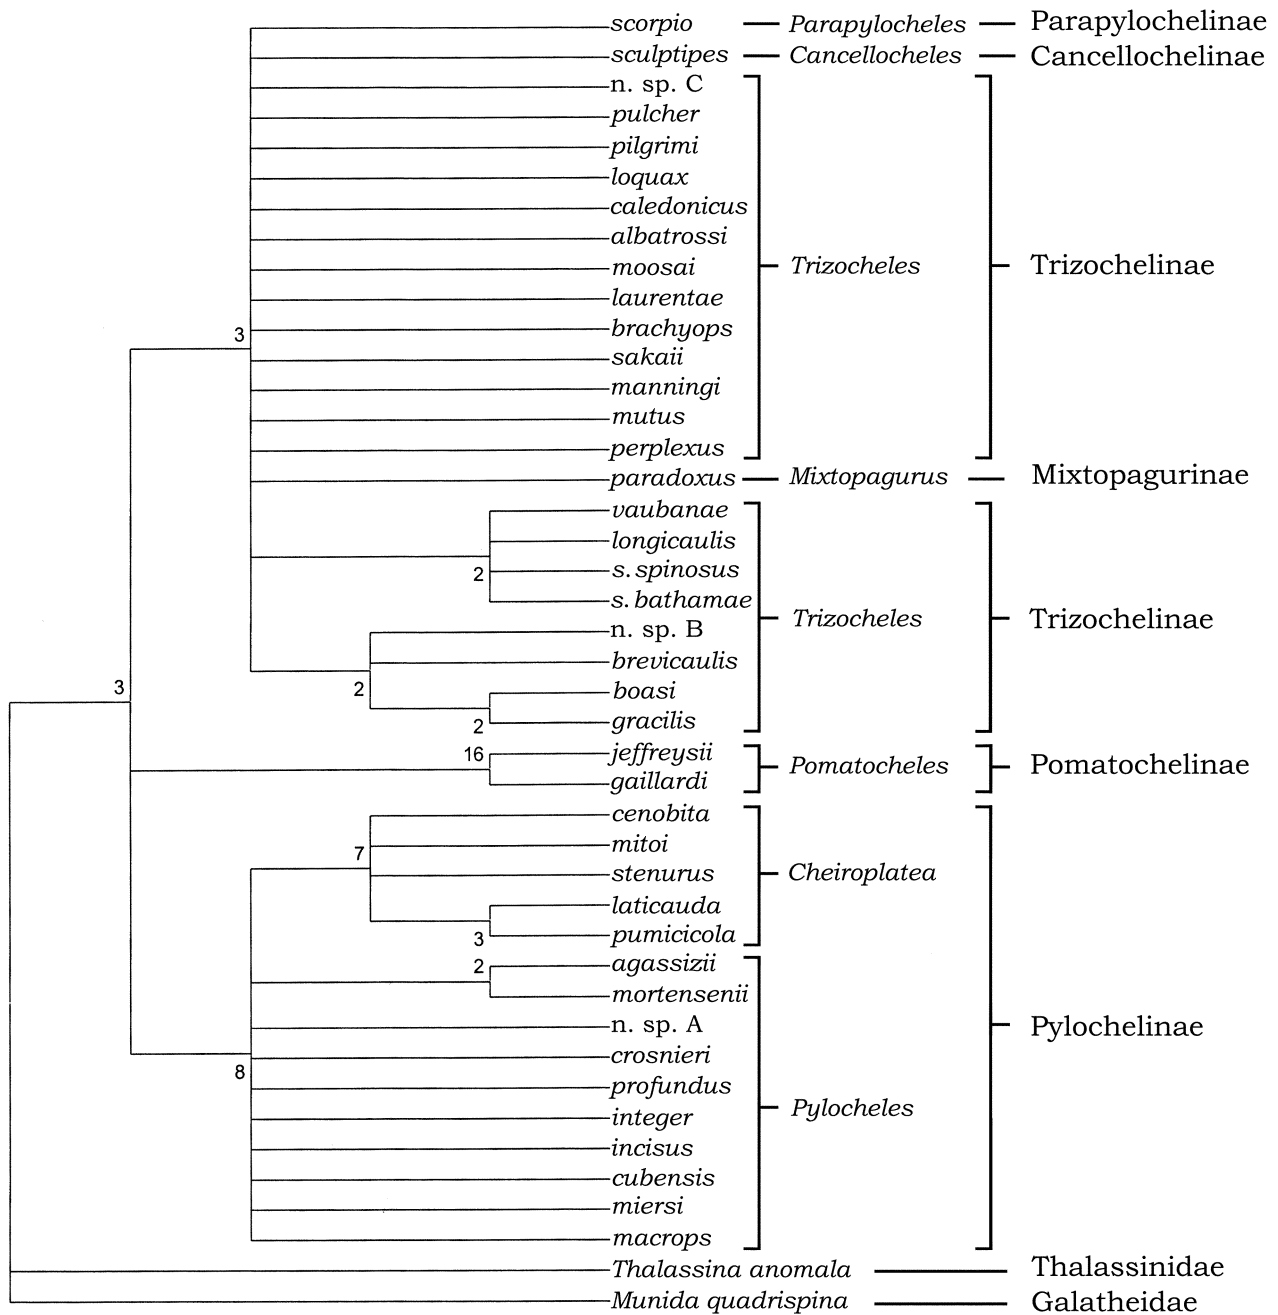 scorpio Parapylocheles Parapylochelinae
sculptipes Cancellocheles Cancellochelinae
n. sp. C
pulcher
pilgrimi
loquax
caledonicus
albatrossi
moosai Trizocheles Trizochelinae
laurentae
brachyops
3
sakaii
manningi
mutus
perplexus
paradoxus Mixtopagurus Mixtopagurinae
vaubanae
longicaulis
2 s. spinosus
s. bathamae
Trizocheles Trizochelinae
n. sp. B
brevicaulis
3 2 boasi
2 gracilis
16 jeffreysii
Pomatocheles Pomatochelinae
gaillardi
cenobita
7 mitoi
stenurus Cheiroplatea
laticauda
3 pumicicola
2 agassizii
mortensenii
n. sp. A Pylochelinae
crosnieri
8
profundus
integer Pylocheles
incisus
cubensis
miersi
macrops
Thalassina anomala Thalassinidae
Munida quadrispina Galatheidae